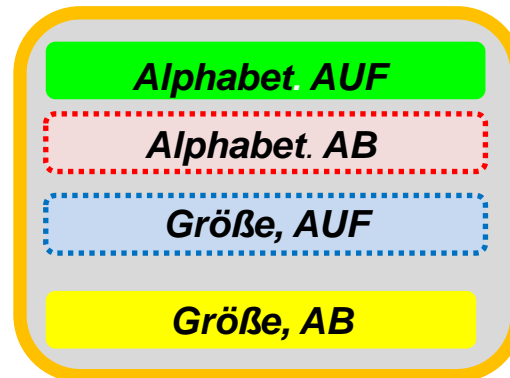 Alphabet. AUF
Alphabet. AB
Größe, AUF
Größe, AB